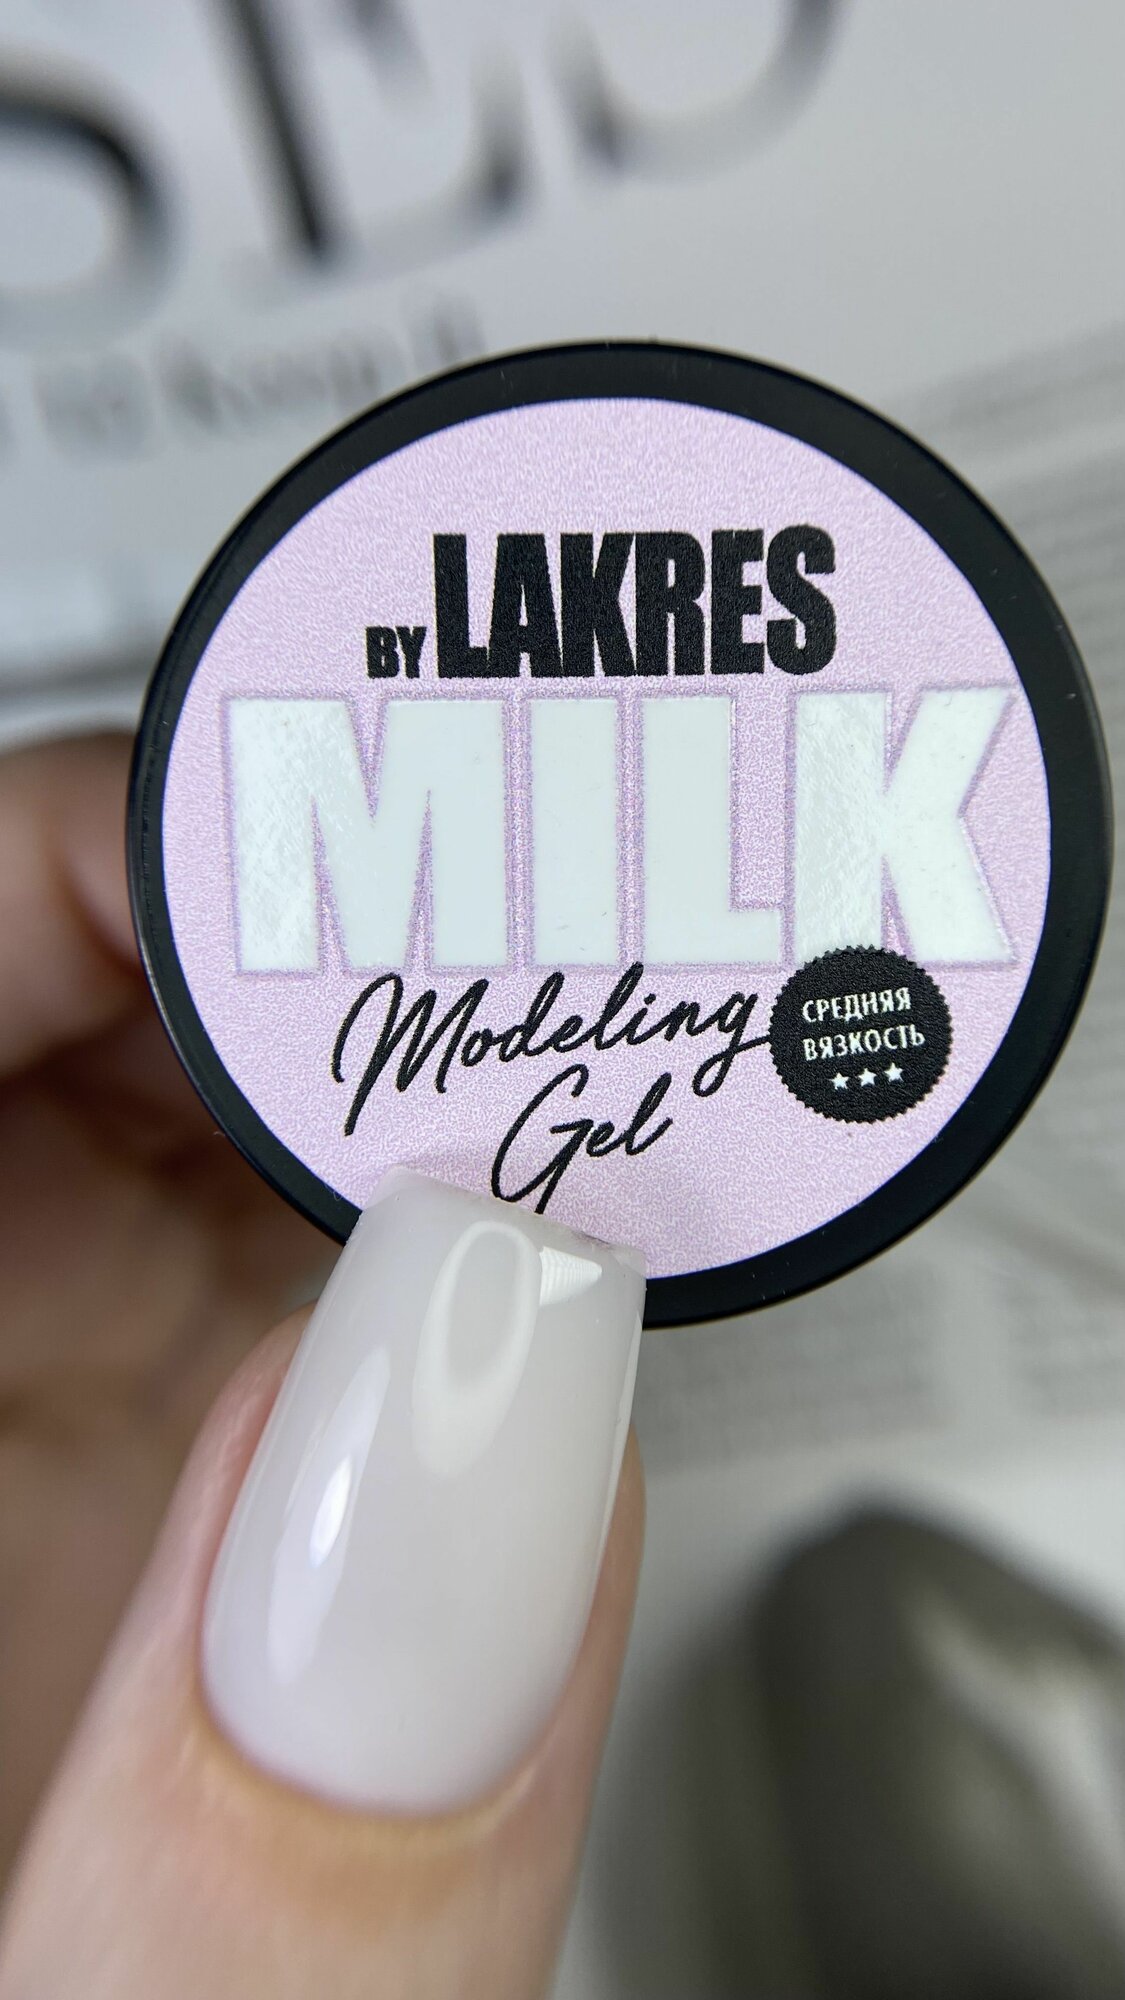 BY LAKRES
MILK
Modeling
Gel
СРЕДНЯЯ
ВЯЗКОСТЬ